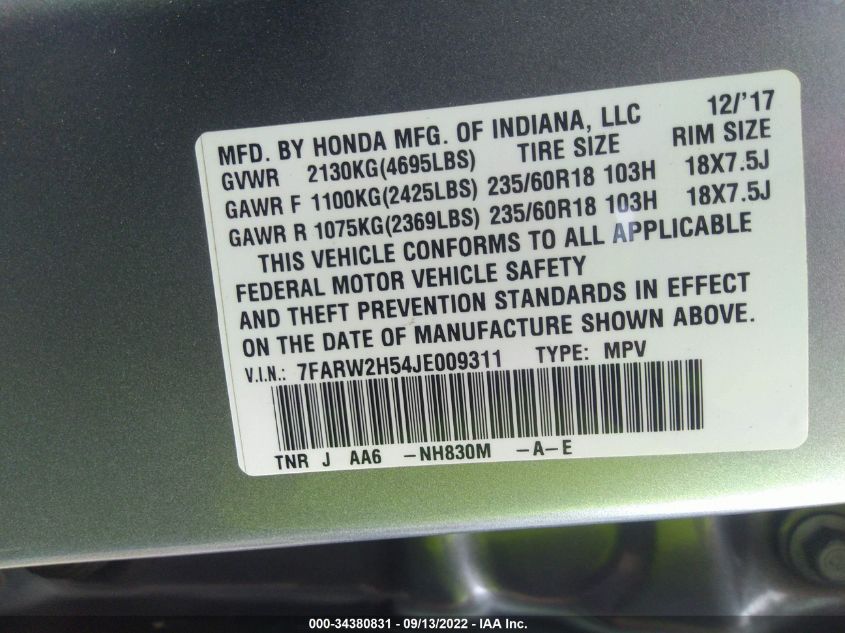 MFD. BY HONDA MFG. OF INDIANA, LLC 12/'17
GVWR 2130KG(4695LBS) TIRE SIZE RIM SIZE
GAWR F 1100KG(2425LBS) 235/60R18 103H 18X7.5J
GAWR R 1075KG(2369LBS) 235/60R18 103H 18X7.5J
THIS VEHICLE CONFORMS TO ALL APPLICABLE
FEDERAL MOTOR VEHICLE SAFETY
AND THEFT PREVENTION STANDARDS IN EFFECT
ON THE DATE OF MANUFACTURE SHOWN ABOVE.
V.I.N.: 7FARW2H54JE009311 TYPE: MPV
TNR J AA6 -NH830M -A-E
000-34380831 - 09/13/2022 - IAA Inc.